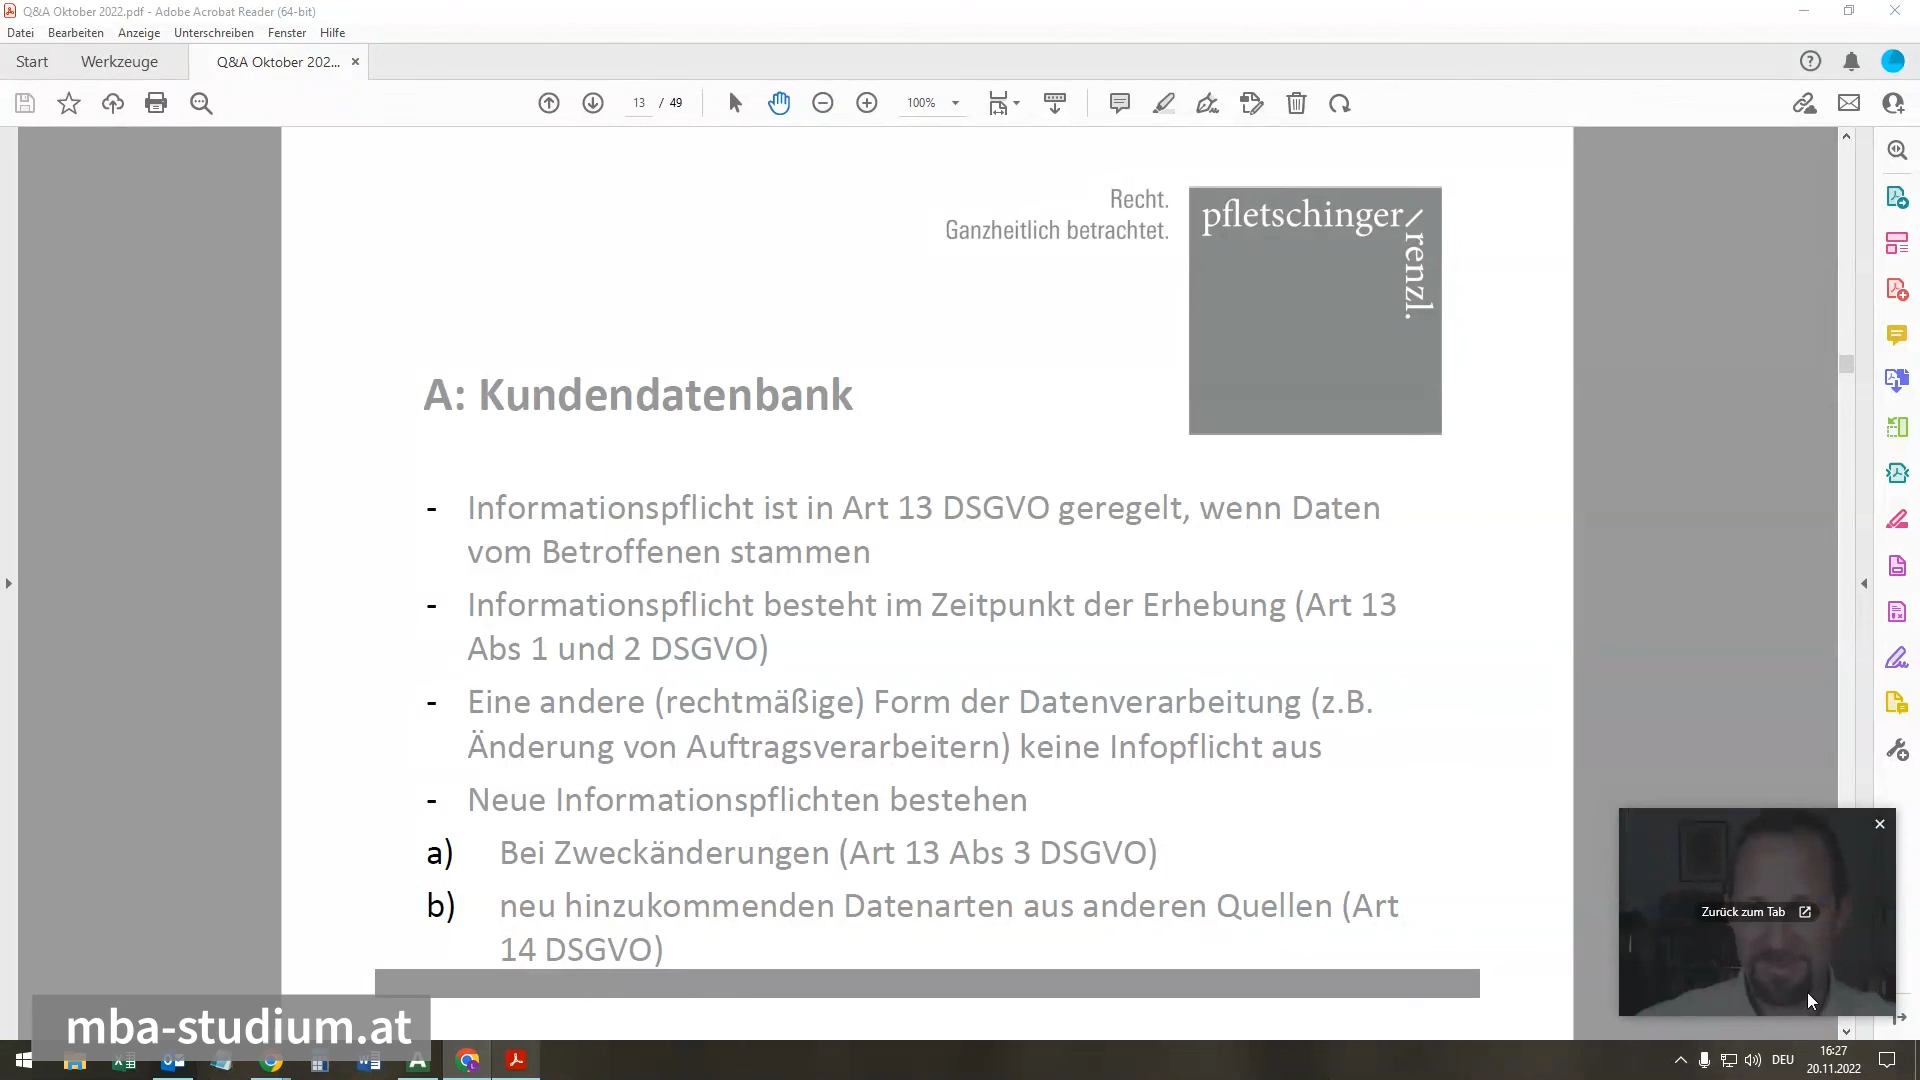 Q&A Oktober 2022.pdf - Adobe Acrobat Reader (64-bit)
Datei Bearbeiten Anzeige Unterschreiben Fenster Hilfe
Start Werkzeuge Q&A Oktober 202... ×
13 / 49 100%
Recht.
Ganzheitlich betrachtet.
pfletschinger/
renzl.
A: Kundendatenbank
- Informationspflicht ist in Art 13 DSGVO geregelt, wenn Daten
vom Betroffenen stammen
- Informationspflicht besteht im Zeitpunkt der Erhebung (Art 13
Abs 1 und 2 DSGVO)
- Eine andere (rechtmäßige) Form der Datenverarbeitung (z.B.
Änderung von Auftragsverarbeitern) keine Infopflicht aus
- Neue Informationspflichten bestehen
a) Bei Zweckänderungen (Art 13 Abs 3 DSGVO)
b) neu hinzukommenden Datenarten aus anderen Quellen (Art
14 DSGVO)
Zurück zum Tab
mba-studium.at
DEU
16:27
20.11.2022